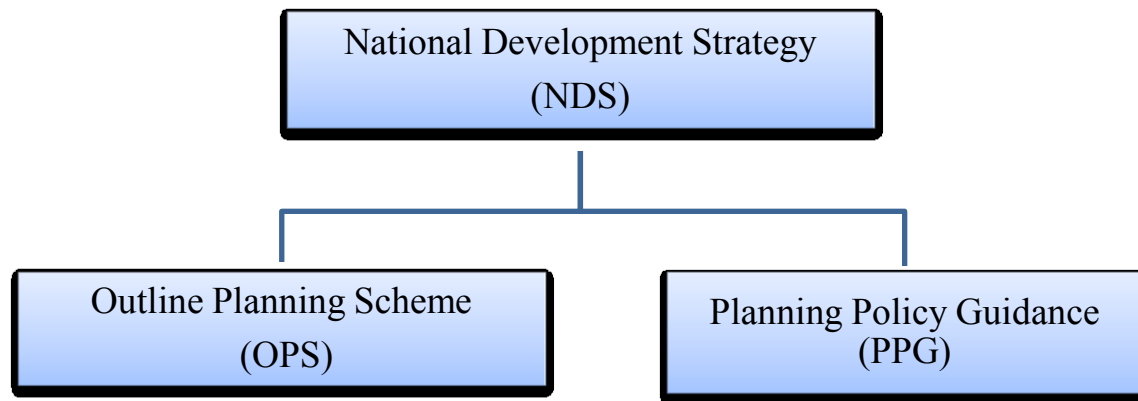 National Development Strategy
(NDS)
Outline Planning Scheme
(OPS)
Planning Policy Guidance
(PPG)